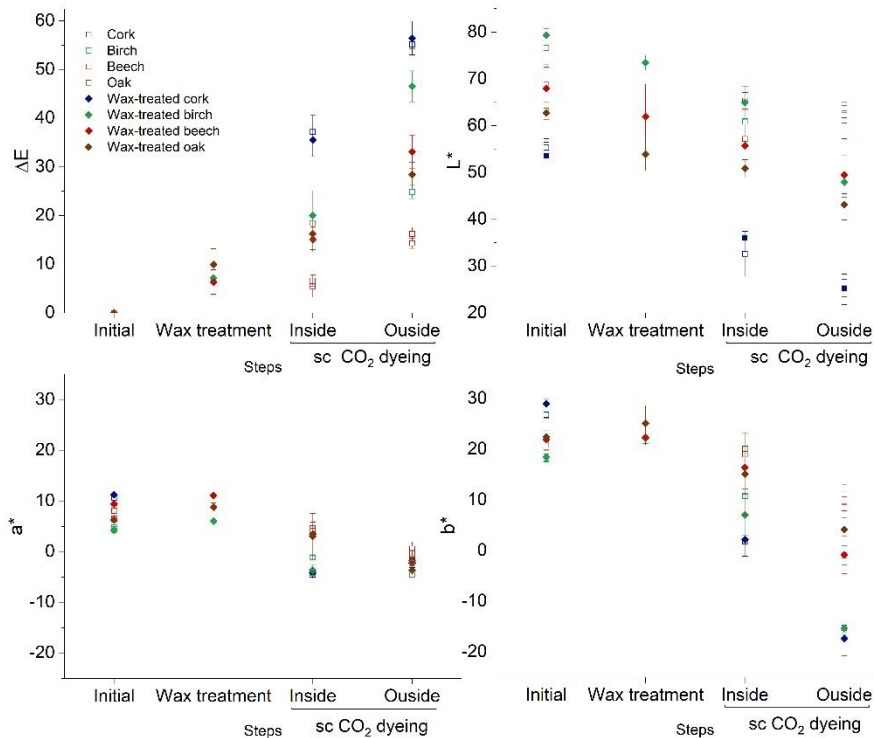 60
50
40
30
20
10
0
ΔE
Cork
Birch
Beech
Oak
Wax-treated cork
Wax-treated birch
Wax-treated beech
Wax-treated oak
Initial
Wax treatment
Inside
Ouside
Steps
sc CO₂ dyeing
80
70
60
50
40
30
20
L*
Initial
Wax treatment
Inside
Ouside
Steps
sc CO₂ dyeing
30
20
10
0
-10
-20
a*
Initial
Wax treatment
Inside
Ouside
Steps
sc CO₂ dyeing
30
20
10
0
-10
-20
b*
Initial
Wax treatment
Inside
Ouside
Steps
sc CO₂ dyeing